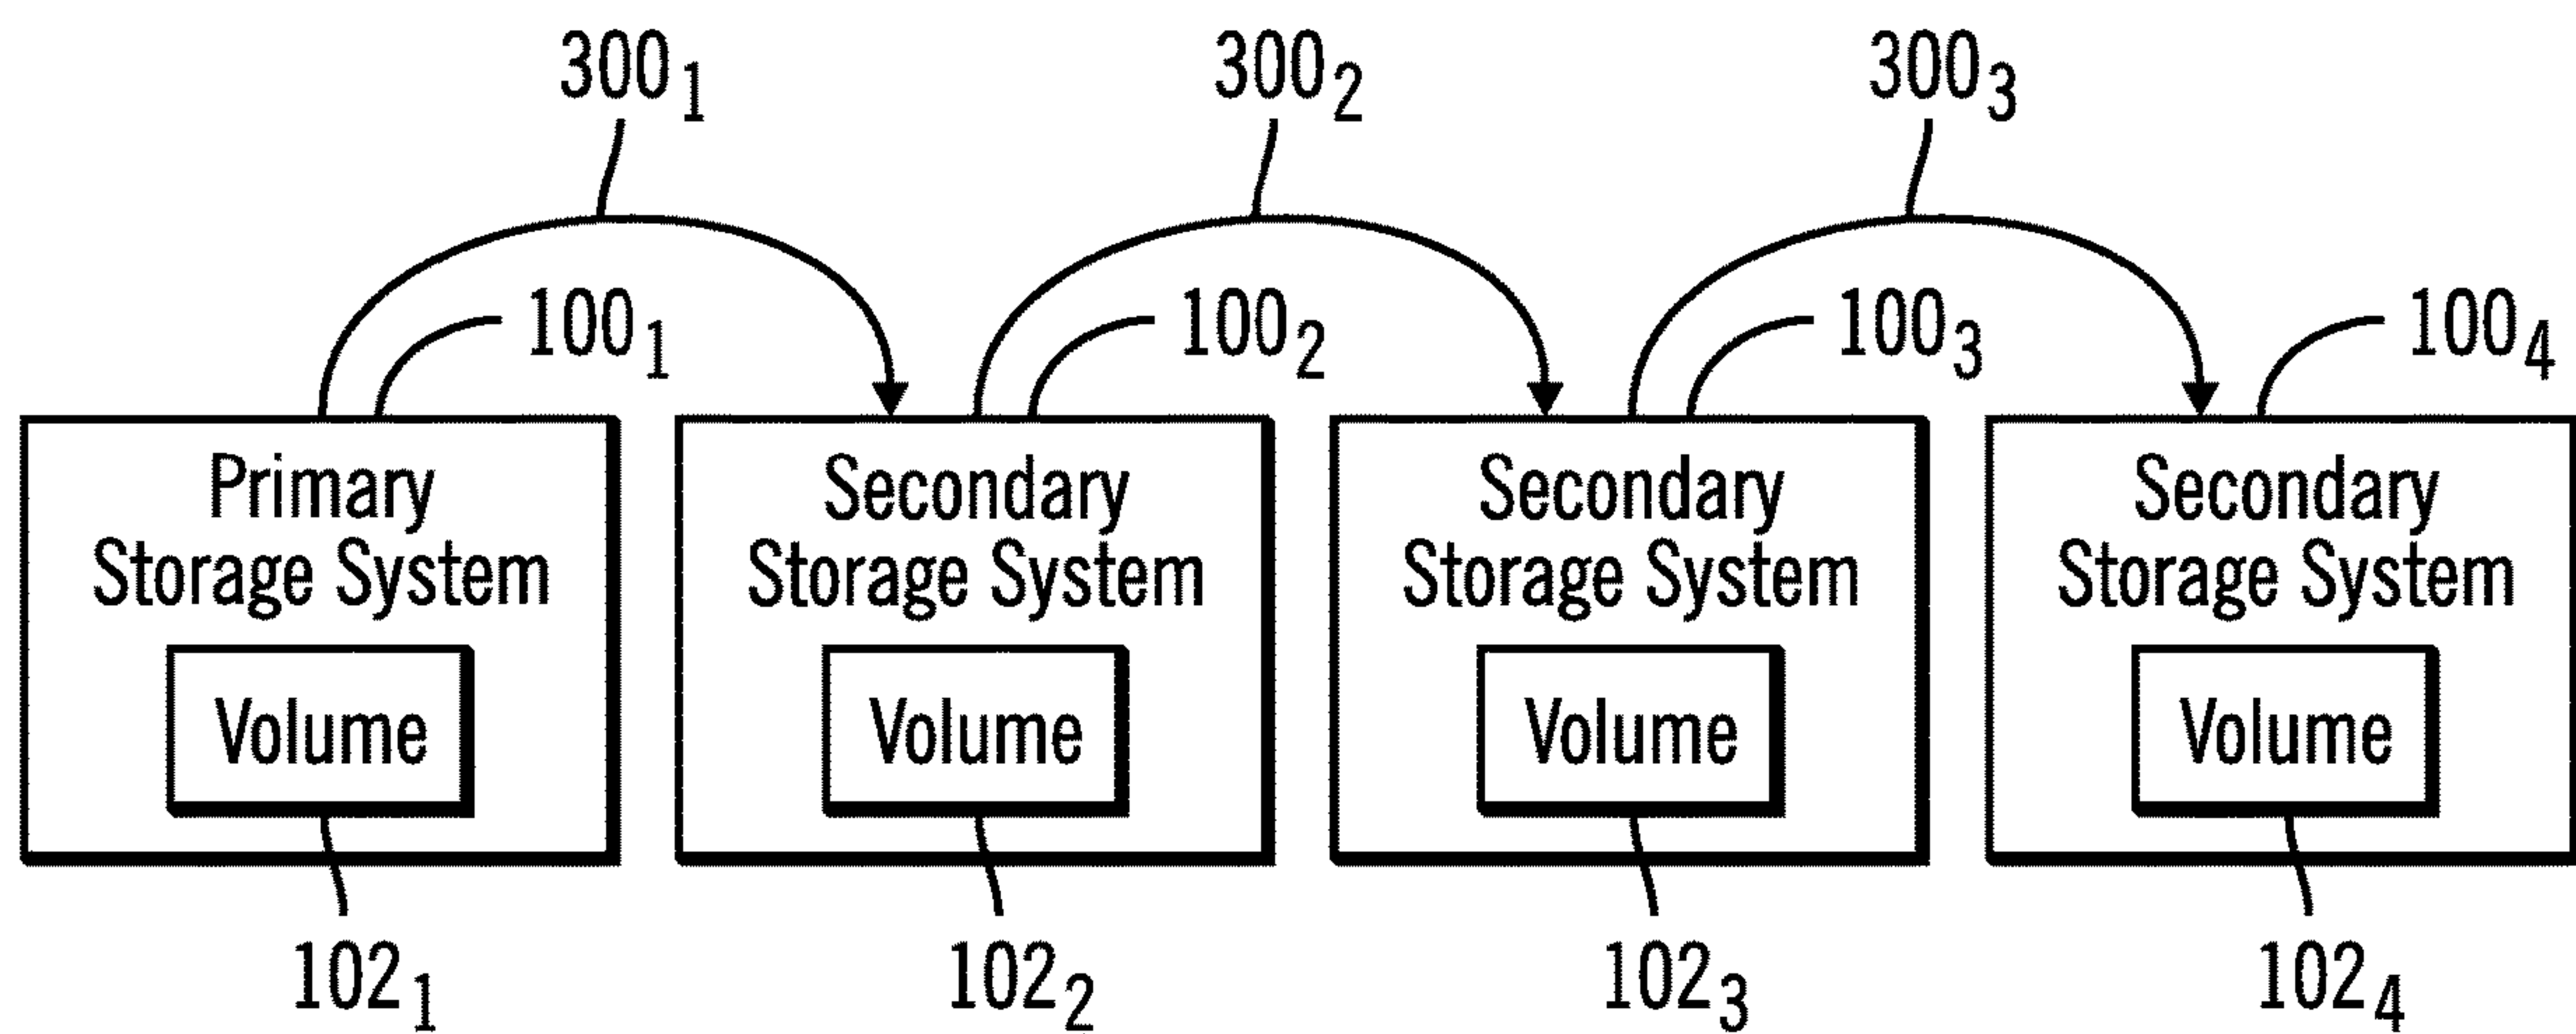 300₁ 300₂ 300₃
100₁ 100₂ 100₃ 100₄
Primary Secondary Secondary Secondary
Storage System Storage System Storage System Storage System
Volume Volume Volume Volume
102₁ 102₂ 102₃ 102₄